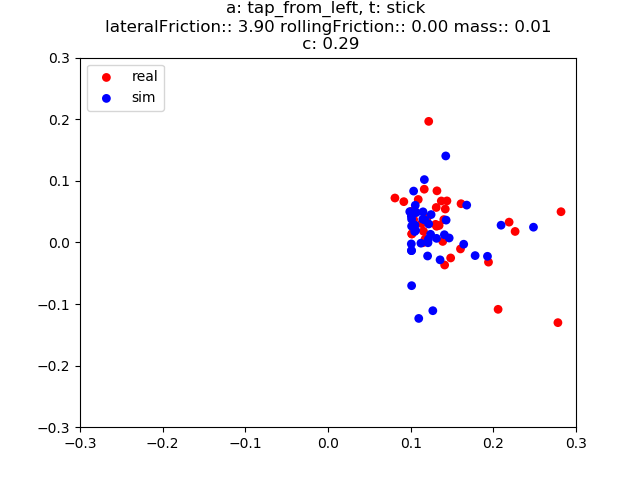 a: tap_from_left, t: stick
lateralFriction:: 3.90 rollingFriction:: 0.00 mass:: 0.01
c: 0.29
real
sim
0.3
0.2
0.1
0.0
−0.1
−0.2
−0.3
−0.3 −0.2 −0.1 0.0 0.1 0.2 0.3